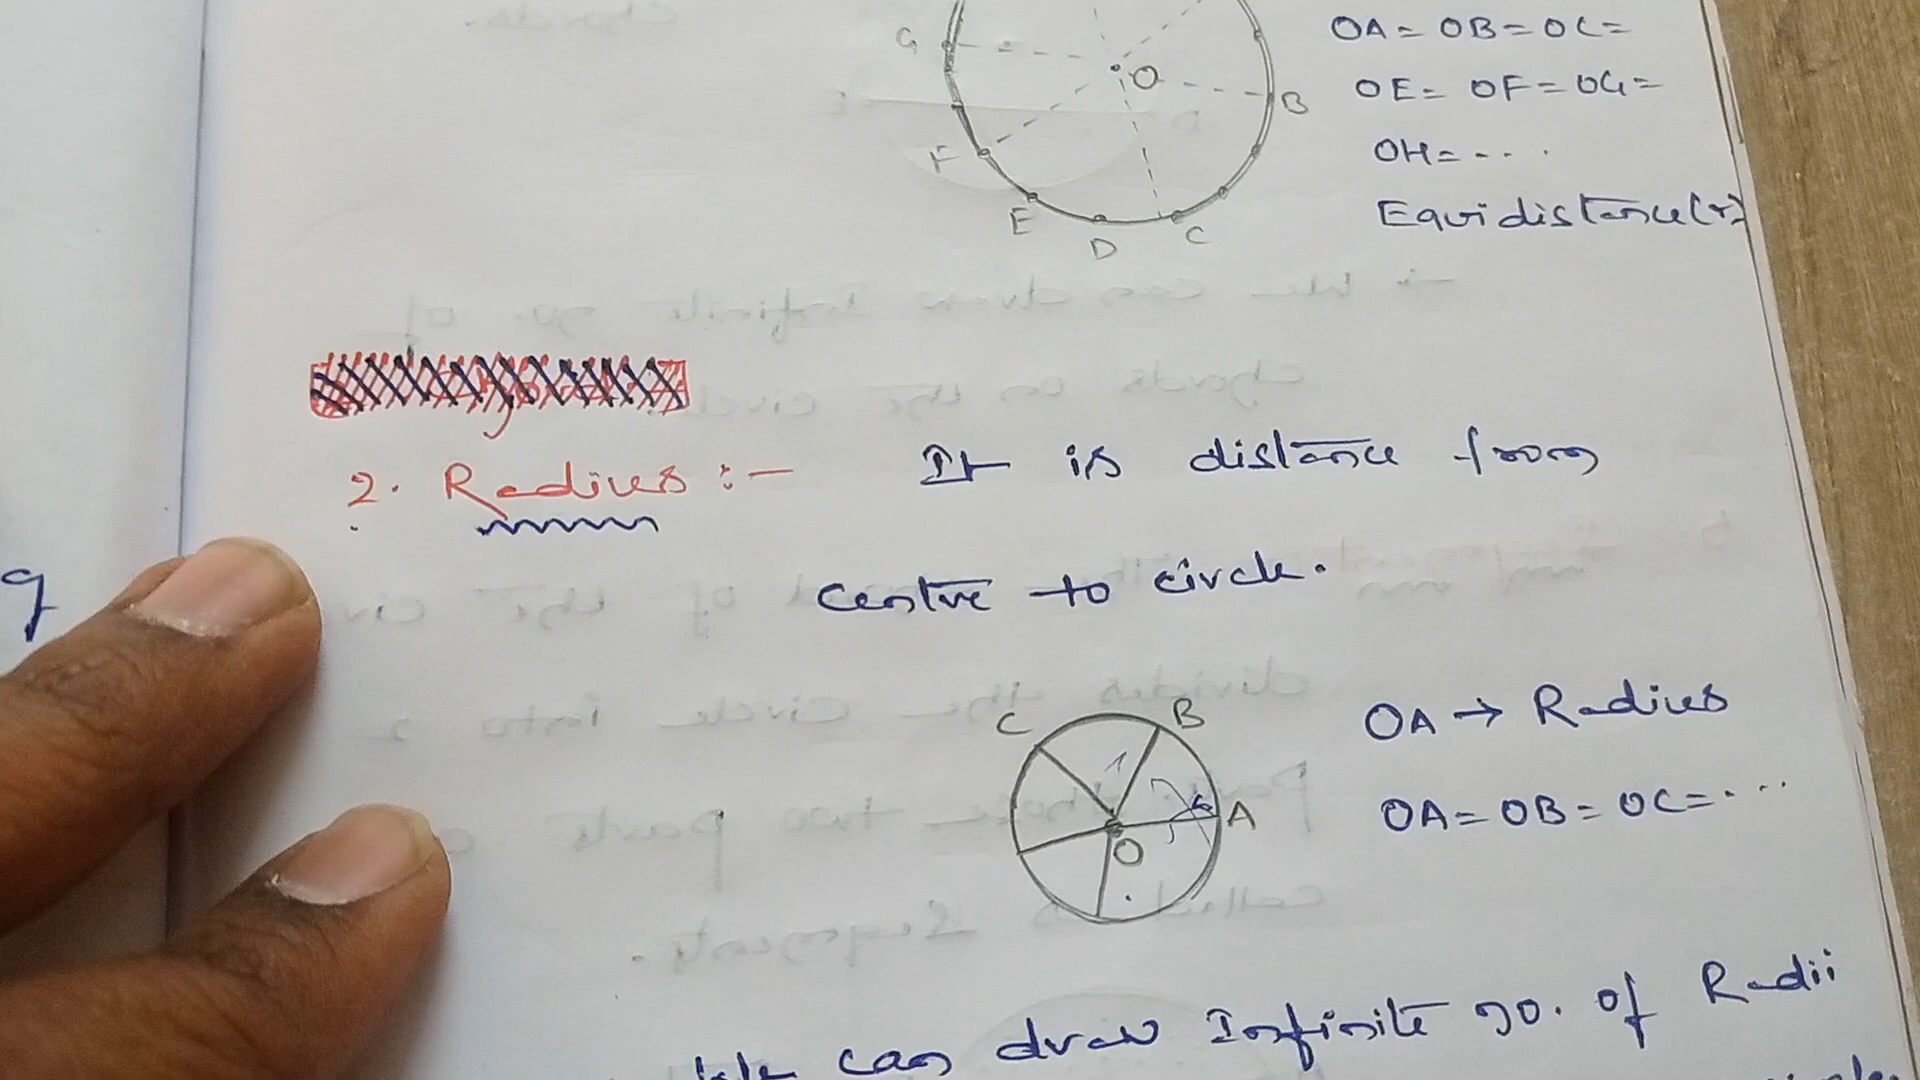 G
O
B
F
E
D
C
OA = OB = OC =
OE = OF = OG =
OH = - - - .
Equidistance (r)
2. Radius :- It is distance from
centre to circle.
C
B
A
O
OA → Radius
OA = OB = OC = - - -
q
We can draw Infinite no. of Radii